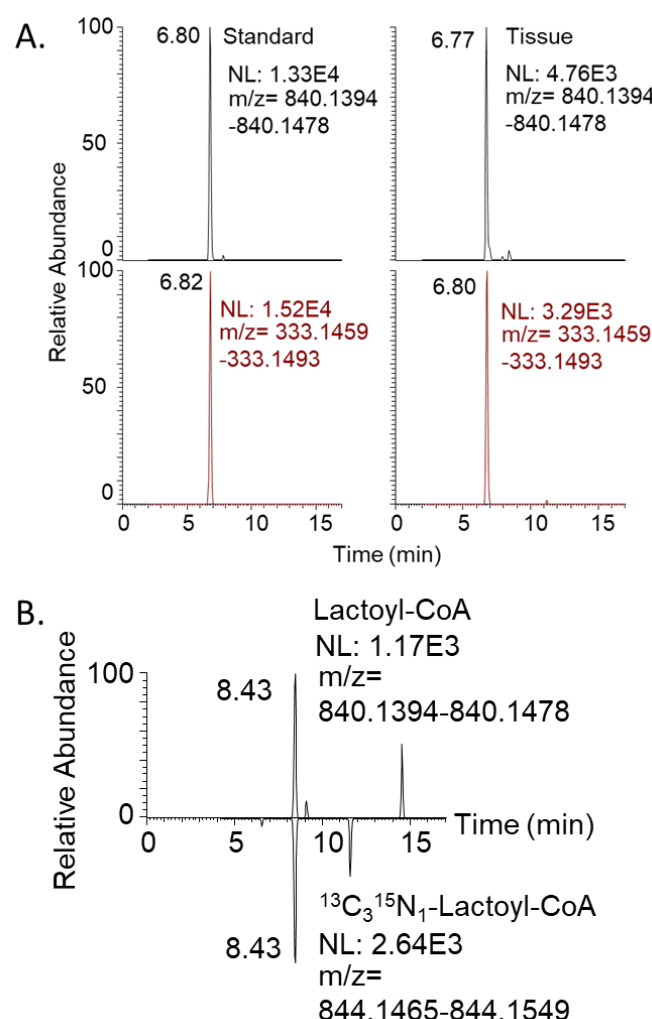 A.
100
6.80 Standard
NL: 1.33E4
m/z= 840.1394
-840.1478
50
0
6.77 Tissue
NL: 4.76E3
m/z= 840.1394
-840.1478
Relative Abundance
100
6.82
NL: 1.52E4
m/z= 333.1459
-333.1493
50
0
6.80
NL: 3.29E3
m/z= 333.1459
-333.1493
0 5 10 15
0 5 10 15
Time (min)
B.
Lactoyl-CoA
NL: 1.17E3
m/z=
840.1394-840.1478
100
8.43
Relative Abundance
0
0 5 10 15
Time (min)
¹³C₃¹⁵N₁-Lactoyl-CoA
8.43
NL: 2.64E3
m/z=
844.1465-844.1549